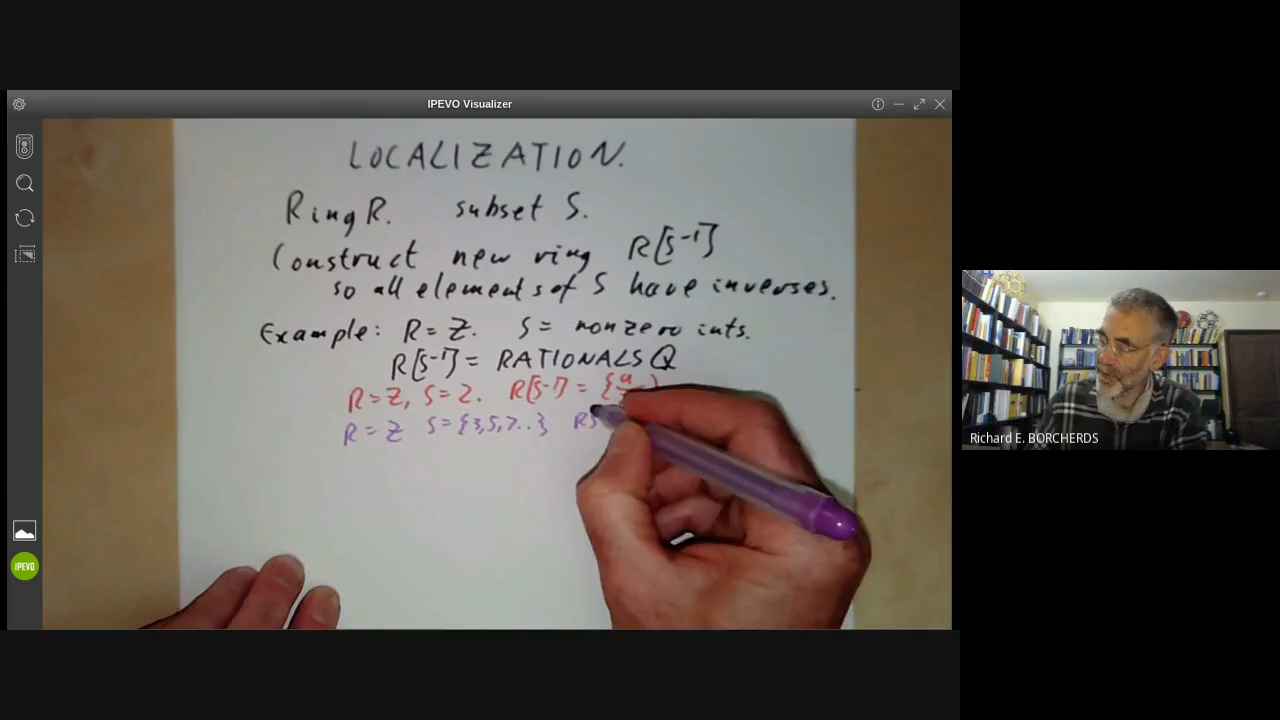 IPEVO Visualizer
LOCALIZATION.
Ring R. subset S.
Construct new ring R[S⁻¹]
so all elements of S have inverses.
Example: R = Z. S = nonzero ints.
R[S⁻¹] = RATIONALS Q
R = Z, S = 2. R[S⁻¹] = {a
R = Z S = {3,5,7..} R
Richard E. BORCHERDS
IPEVO